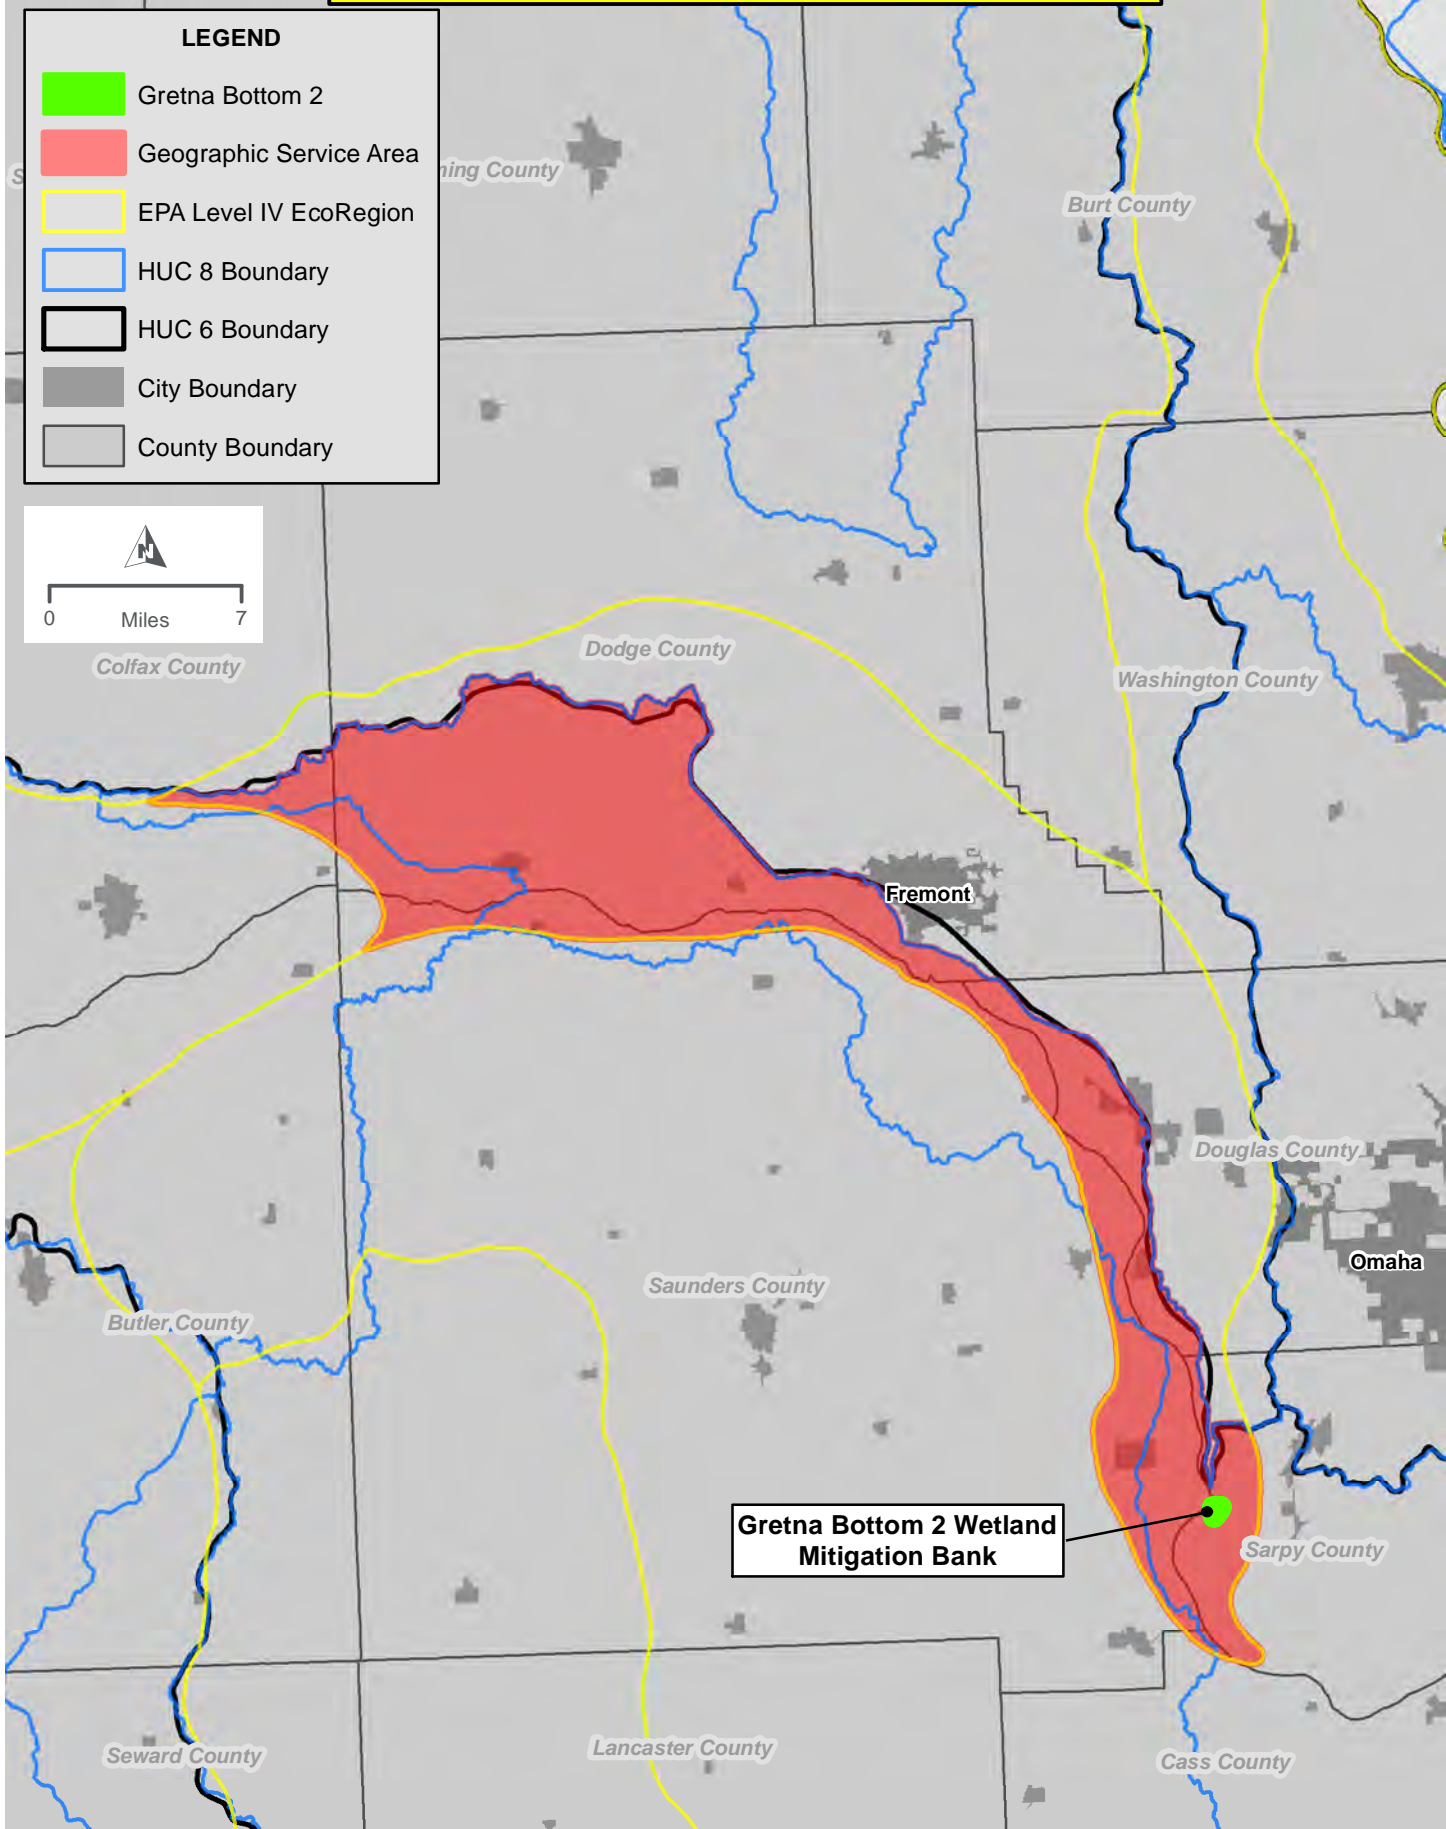 LEGEND
Gretna Bottom 2
Geographic Service Area
EPA Level IV EcoRegion
HUC 8 Boundary
HUC 6 Boundary
City Boundary
County Boundary
N
0 Miles 7
S
ming County
Burt County
Colfax County
Dodge County
Washington County
Fremont
Douglas County
Omaha
Saunders County
Butler County
Gretna Bottom 2 Wetland
Mitigation Bank
Sarpy County
Seward County
Lancaster County
Cass County